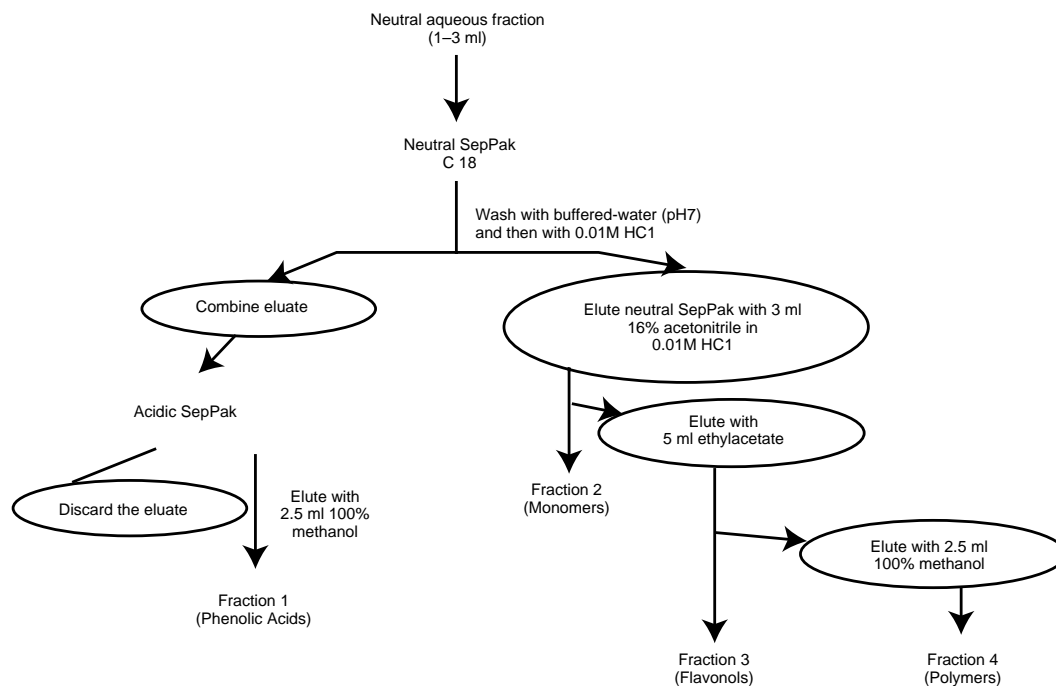 Neutral aqueous fraction
(1–3 ml)
Neutral SepPak
C 18
Wash with buffered-water (pH7)
and then with 0.01M HC1
Combine eluate
Elute neutral SepPak with 3 ml
16% acetonitrile in
0.01M HC1
Acidic SepPak
Elute with
5 ml ethylacetate
Discard the eluate
Elute with
2.5 ml 100%
methanol
Fraction 2
(Monomers)
Elute with 2.5 ml
100% methanol
Fraction 1
(Phenolic Acids)
Fraction 3
(Flavonols)
Fraction 4
(Polymers)